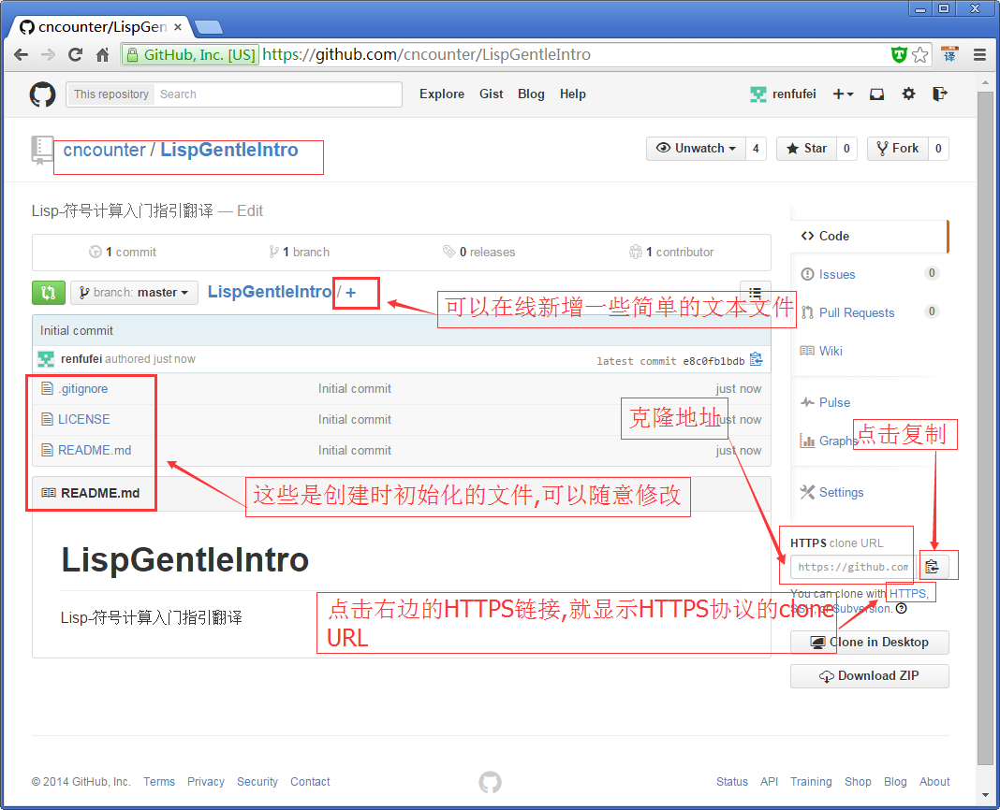 cncounter/LispGen
GitHub, Inc. [US] https://github.com/cncounter/LispGentleIntro
译
This repository Search Explore Gist Blog Help renfufei
cncounter / LispGentleIntro
Unwatch 4 Star 0 Fork 0
Lisp-符号计算入门指引翻译 — Edit
1 commit 1 branch 0 releases 1 contributor
branch: master LispGentleIntro / +
可以在线新增一些简单的文本文件
Initial commit
renfufei authored just now latest commit e8c0fb1bdb
.gitignore Initial commit just now
LICENSE Initial commit just now
README.md Initial commit just now
克隆地址
这些是创建时初始化的文件,可以随意修改
README.md
LispGentleIntro
Lisp-符号计算入门指引翻译
点击右边的HTTPS链接,就显示HTTPS协议的clone
URL
Code
Issues 0
Pull Requests 0
Wiki
Pulse
Graphs
点击复制
Settings
HTTPS clone URL
https://github.com
You can clone with HTTPS,
SSH, or Subversion.
Clone in Desktop
Download ZIP
© 2014 GitHub, Inc. Terms Privacy Security Contact Status API Training Shop Blog About